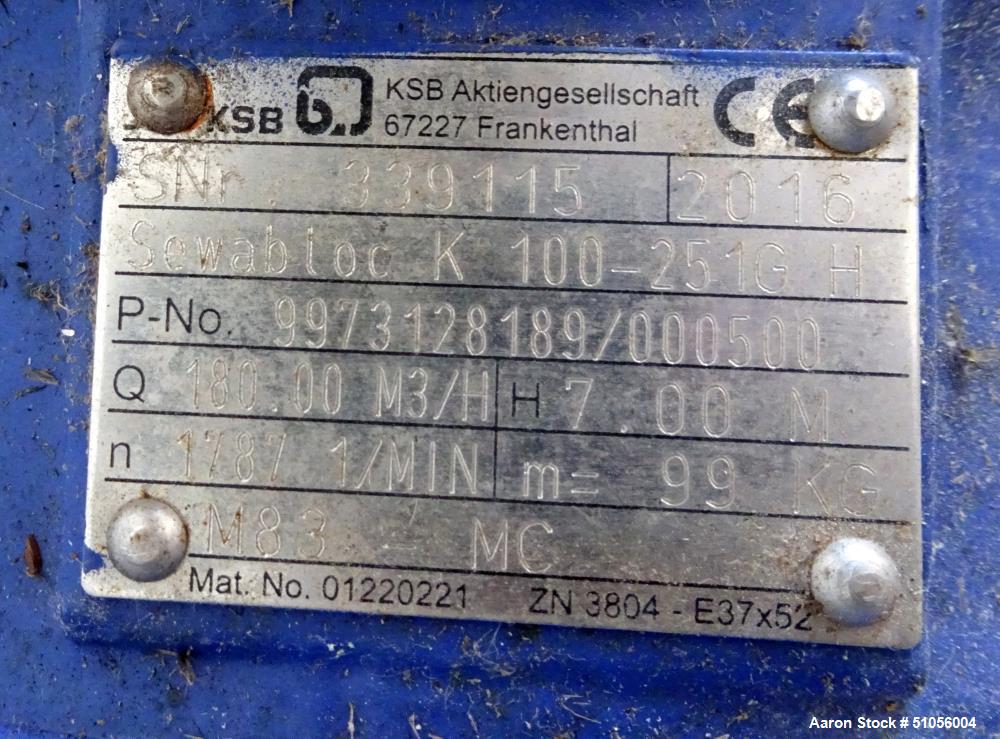 KSB KSB Aktiengesellschaft
67227 Frankenthal CE
SNr. 339115 2016
Sewabloc K 100-251G H
P-No. 9973128189/000500
Q 180.00 M3/H H 7.00 M
n 1787 1/MIN m= 99 KG
M83 - MC
Mat. No. 01220221 ZN 3804 - E37x52
Aaron Stock # 51056004